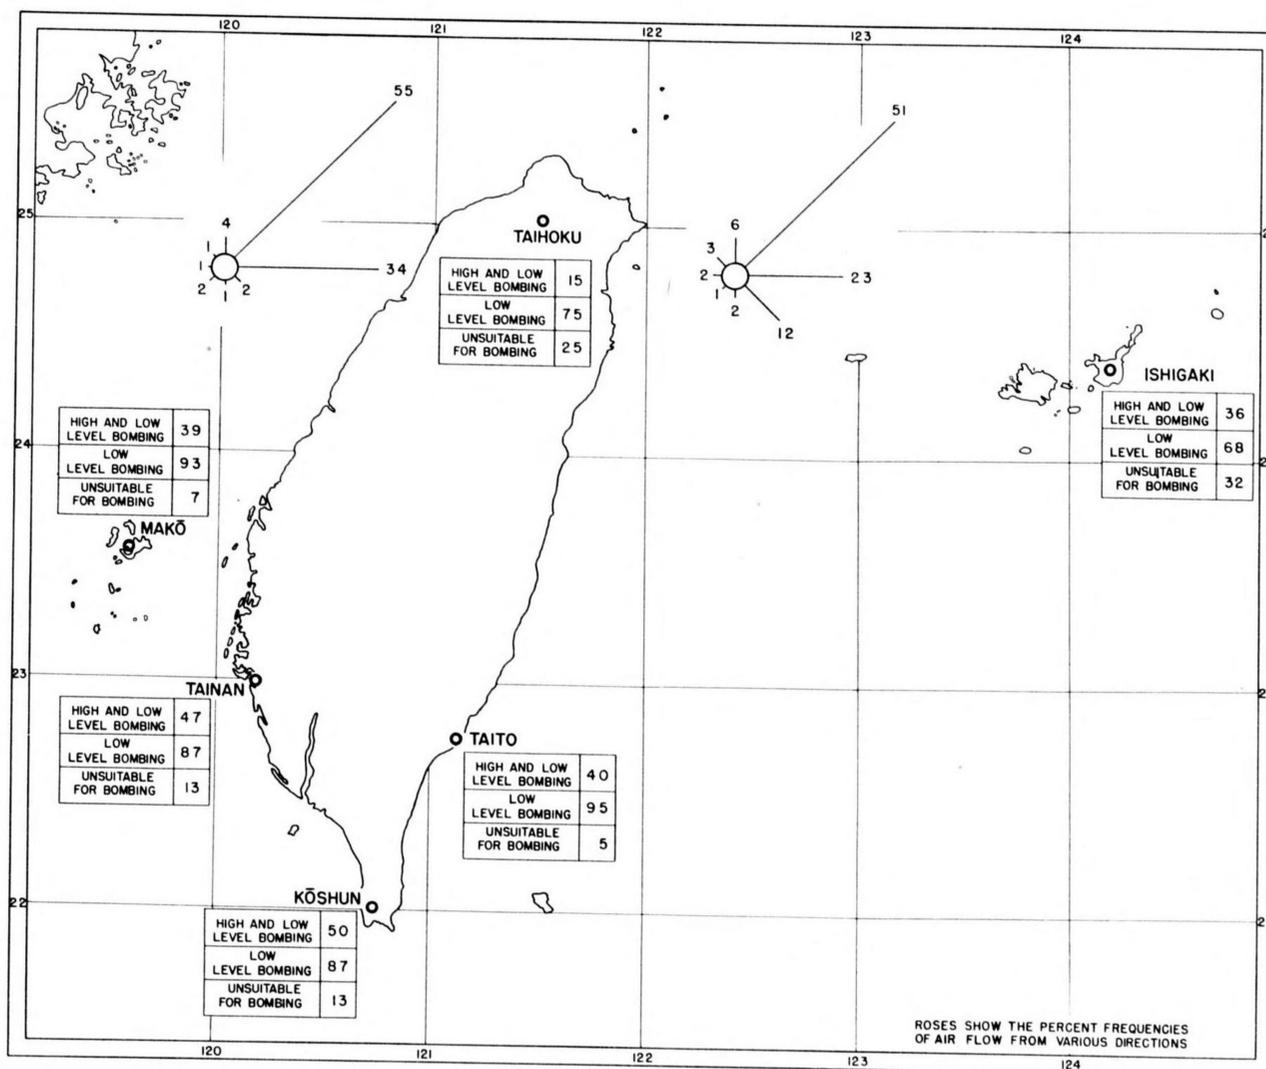 120 121 122 123 124
55
51
25
4
TAIHOKU
6
1
1
34
2
1
2
3
2
23
1
2
12
HIGH AND LOW
LEVEL BOMBING 15
LOW
LEVEL BOMBING 75
UNSUITABLE
FOR BOMBING 25
ISHIGAKI
HIGH AND LOW
LEVEL BOMBING 36
LOW
LEVEL BOMBING 68
UNSUITABLE
FOR BOMBING 32
24
HIGH AND LOW
LEVEL BOMBING 39
LOW
LEVEL BOMBING 93
UNSUITABLE
FOR BOMBING 7
MAKŌ
23
TAINAN
HIGH AND LOW
LEVEL BOMBING 47
LOW
LEVEL BOMBING 87
UNSUITABLE
FOR BOMBING 13
TAITO
HIGH AND LOW
LEVEL BOMBING 40
LOW
LEVEL BOMBING 95
UNSUITABLE
FOR BOMBING 5
22
KŌSHUN
HIGH AND LOW
LEVEL BOMBING 50
LOW
LEVEL BOMBING 87
UNSUITABLE
FOR BOMBING 13
ROSES SHOW THE PERCENT FREQUENCIES
OF AIR FLOW FROM VARIOUS DIRECTIONS
120 121 122 123 124